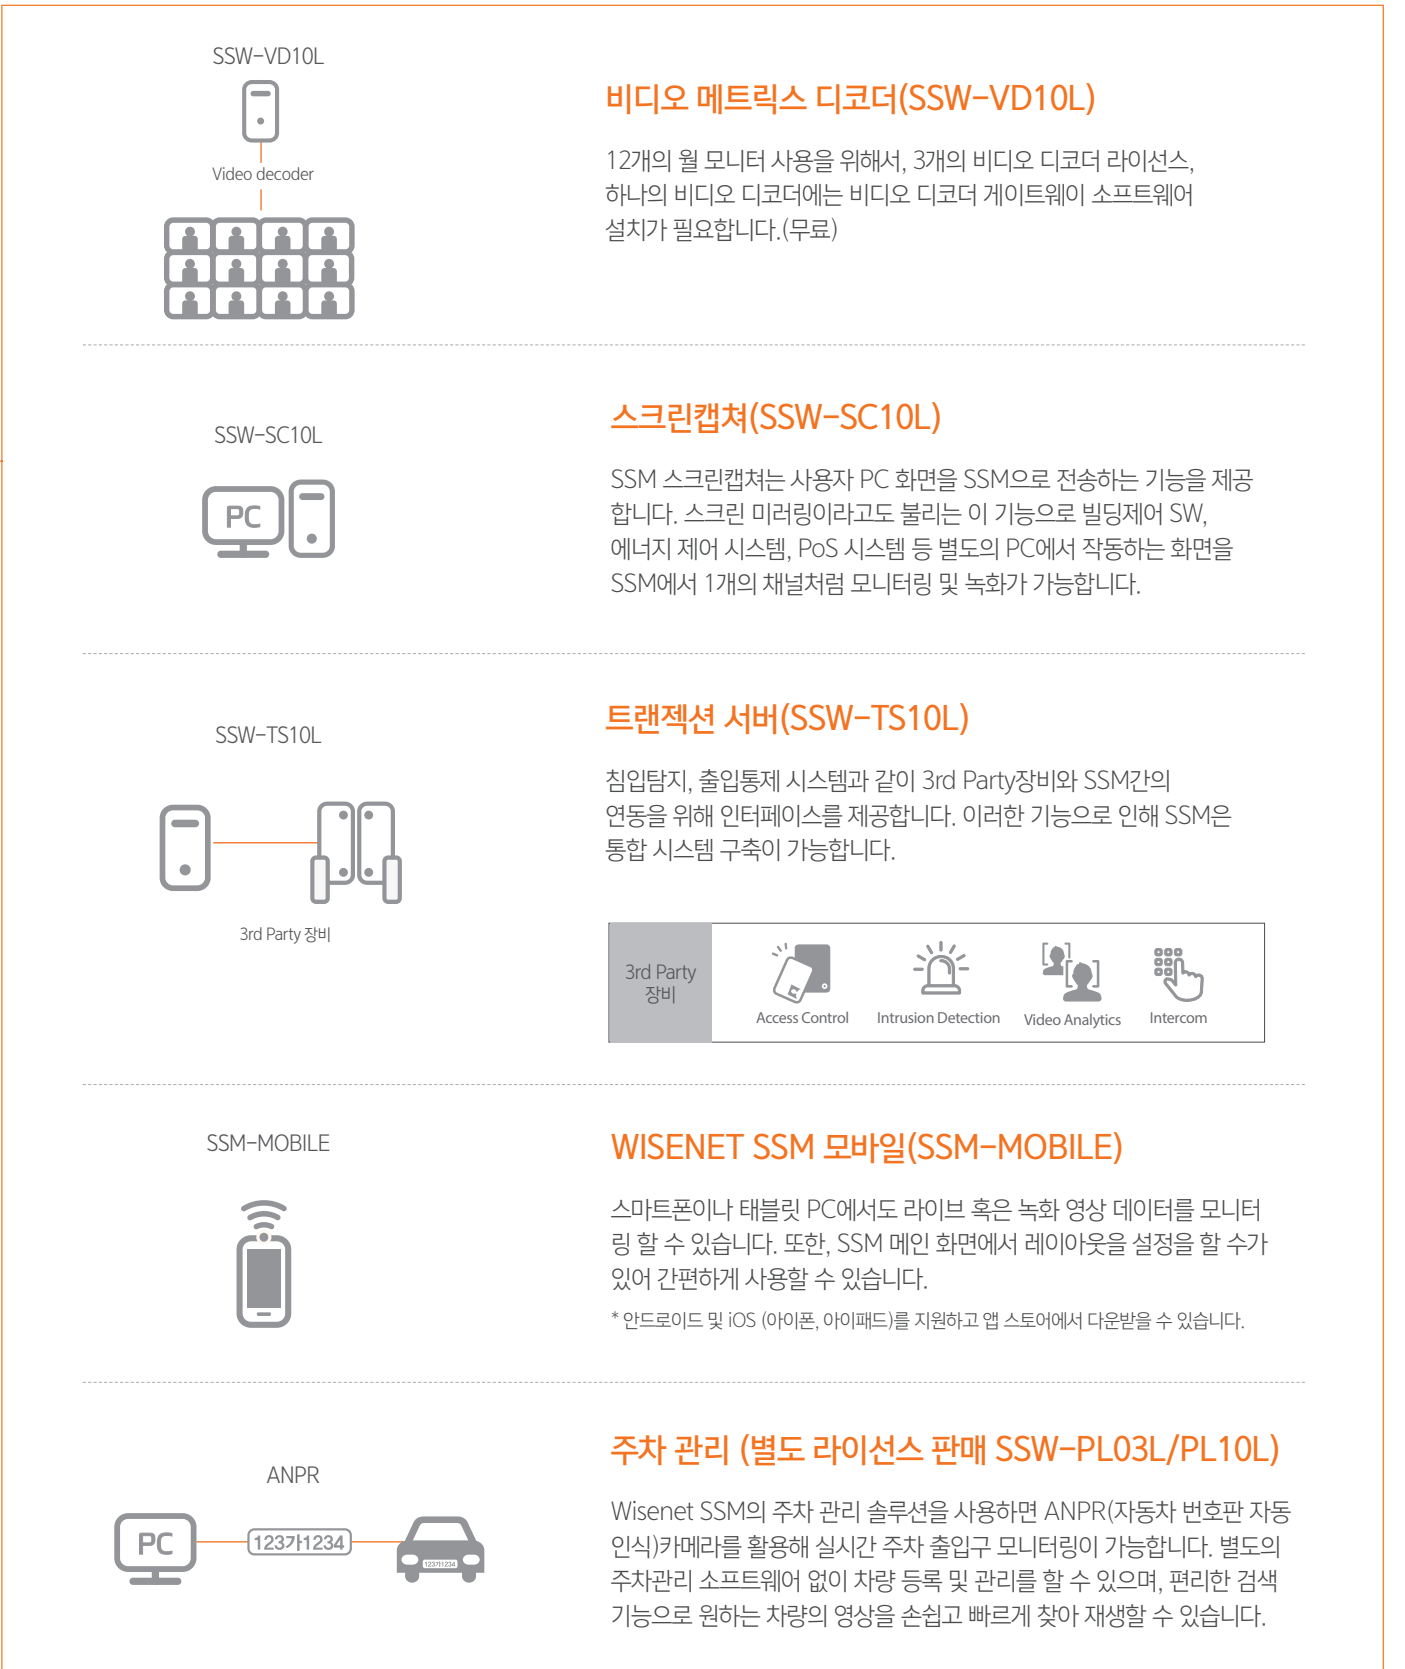 SSW-VD10L
Video decoder
비디오 메트릭스 디코더(SSW-VD10L)
12개의 월 모니터 사용을 위해서, 3개의 비디오 디코더 라이선스,
하나의 비디오 디코더에는 비디오 디코더 게이트웨이 소프트웨어
설치가 필요합니다.(무료)
SSW-SC10L
PC
스크린캡쳐(SSW-SC10L)
SSM 스크린캡쳐는 사용자 PC 화면을 SSM으로 전송하는 기능을 제공
합니다. 스크린 미러링이라고도 불리는 이 기능으로 빌딩제어 SW,
에너지 제어 시스템, PoS 시스템 등 별도의 PC에서 작동하는 화면을
SSM에서 1개의 채널처럼 모니터링 및 녹화가 가능합니다.
SSW-TS10L
3rd Party 장비
트랜젝션 서버(SSW-TS10L)
침입탐지, 출입통제 시스템과 같이 3rd Party장비와 SSM간의
연동을 위해 인터페이스를 제공합니다. 이러한 기능으로 인해 SSM은
통합 시스템 구축이 가능합니다.
3rd Party
장비
Access Control
Intrusion Detection
Video Analytics
Intercom
SSM-MOBILE
WISENET SSM 모바일(SSM-MOBILE)
스마트폰이나 태블릿 PC에서도 라이브 혹은 녹화 영상 데이터를 모니터
링 할 수 있습니다. 또한, SSM 메인 화면에서 레이아웃을 설정을 할 수가
있어 간편하게 사용할 수 있습니다.
* 안드로이드 및 iOS (아이폰, 아이패드)를 지원하고 앱 스토어에서 다운받을 수 있습니다.
ANPR
PC
123가1234
123가1234
주차 관리 (별도 라이선스 판매 SSW-PL03L/PL10L)
Wisenet SSM의 주차 관리 솔루션을 사용하면 ANPR(자동차 번호판 자동
인식)카메라를 활용해 실시간 주차 출입구 모니터링이 가능합니다. 별도의
주차관리 소프트웨어 없이 차량 등록 및 관리를 할 수 있으며, 편리한 검색
기능으로 원하는 차량의 영상을 손쉽고 빠르게 찾아 재생할 수 있습니다.